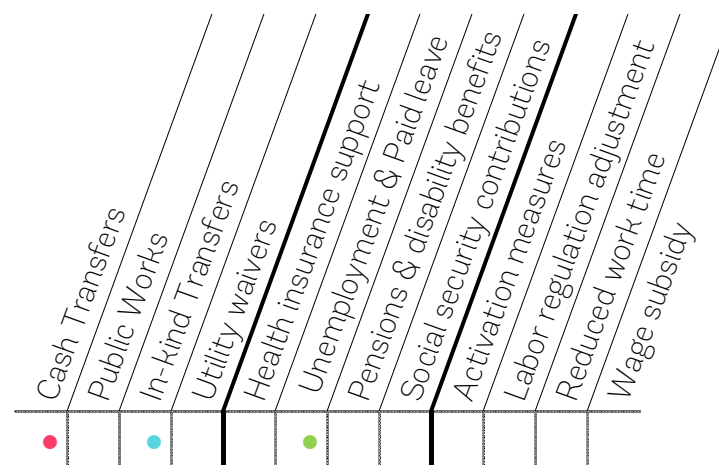 Cash Transfers
Public Works
In-kind Transfers
Utility waivers
Health insurance support
Unemployment & Paid leave
Pensions & disability benefits
Social security contributions
Activation measures
Labor regulation adjustment
Reduced work time
Wage subsidy